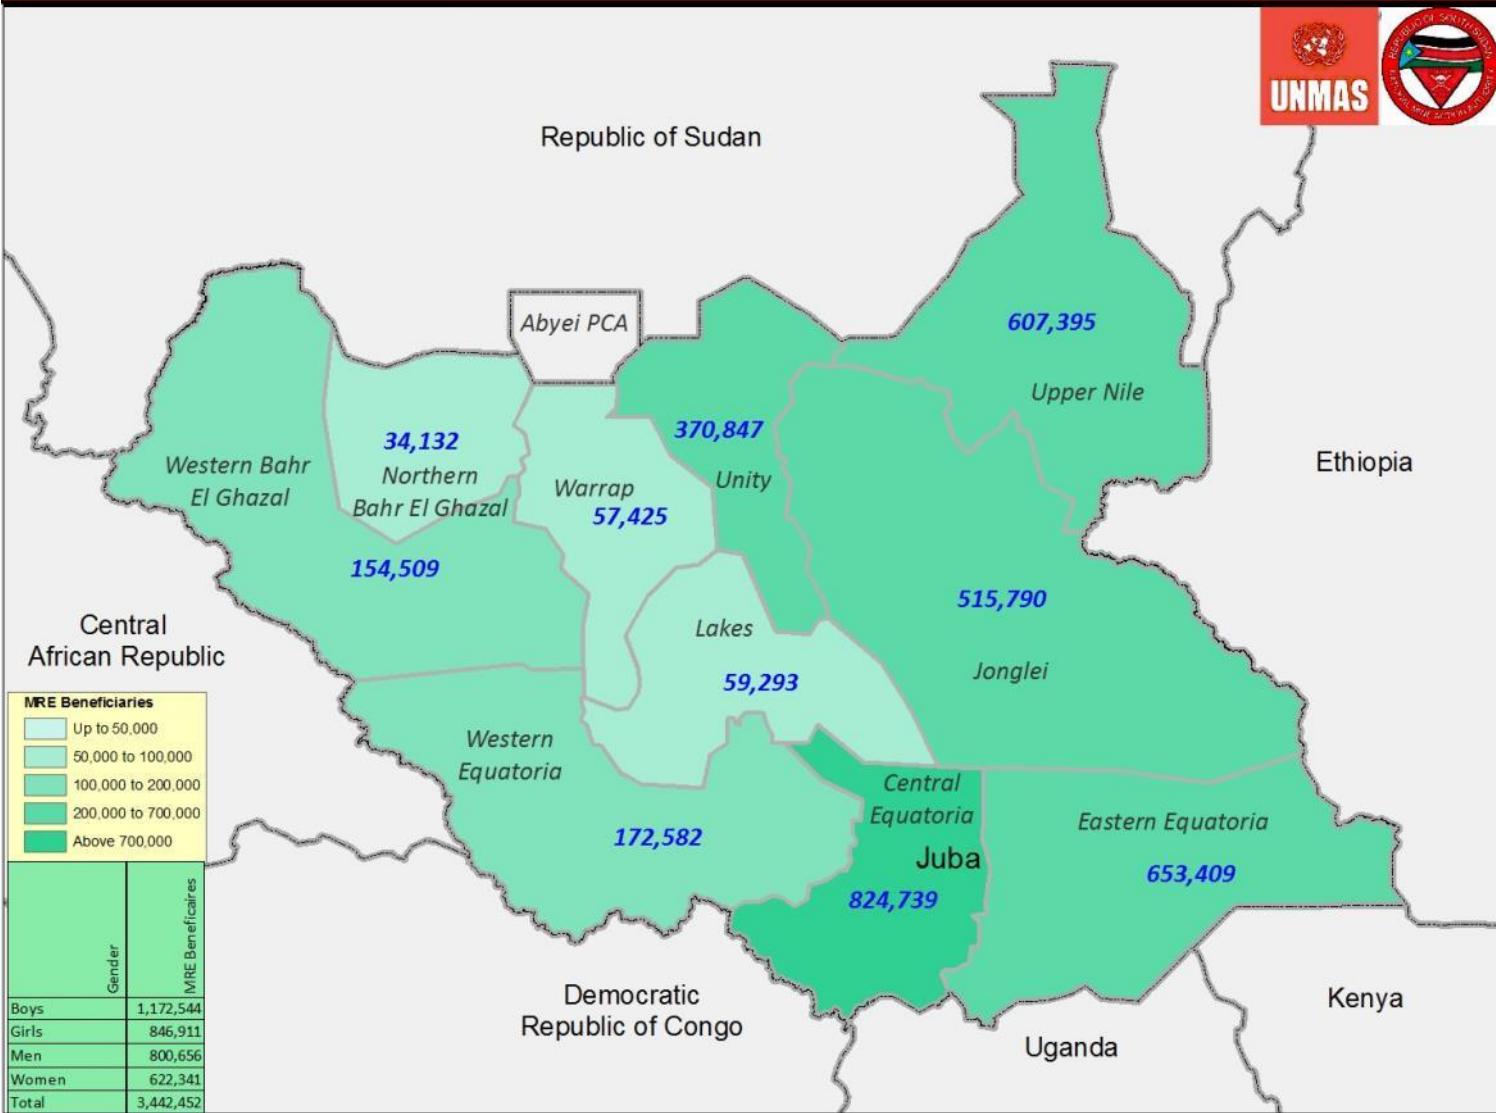 UNMAS
REPUBLIC OF SOUTH SUDAN
Republic of Sudan
Abyei PCA
607,395
Upper Nile
34,132
Northern
Bahr El Ghazal
370,847
Unity
Western Bahr
El Ghazal
Warrap
57,425
Ethiopia
154,509
515,790
Jonglei
Central
African Republic
Lakes
59,293
MRE Beneficiaries
Up to 50,000
50,000 to 100,000
100,000 to 200,000
200,000 to 700,000
Above 700,000
Western
Equatoria
172,582
Central
Equatoria
Juba
824,739
Eastern Equatoria
653,409
Gender
MRE Beneficaires
Boys 1,172,544
Girls 846,911
Men 800,656
Women 622,341
Total 3,442,452
Democratic
Republic of Congo
Uganda
Kenya